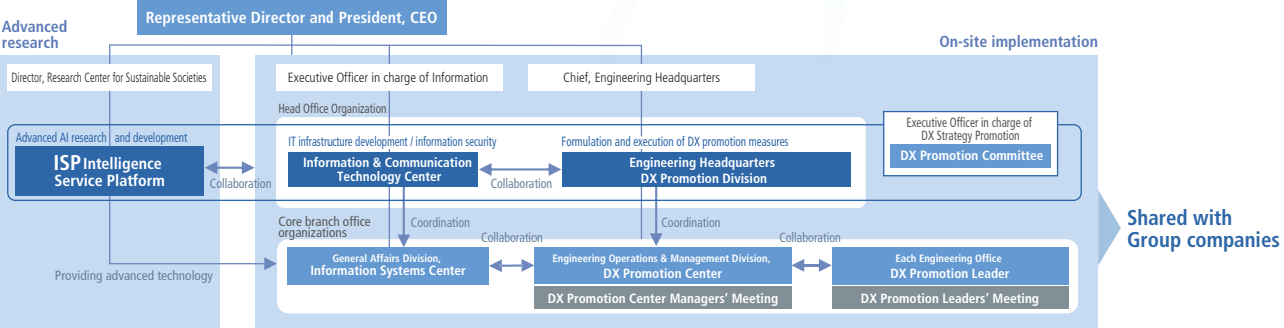 Representative Director and President, CEO
Advanced
research
On-site implementation
Director, Research Center for Sustainable Societies
Executive Officer in charge of Information
Chief, Engineering Headquarters
Head Office Organization
Executive Officer in charge of
DX Strategy Promotion
DX Promotion Committee
Advanced AI research and development
ISP Intelligence
Service Platform
Collaboration
IT infrastructure development / information security
Information & Communication
Technology Center
Collaboration
Formulation and execution of DX promotion measures
Engineering Headquarters
DX Promotion Division
Core branch office
organizations
Coordination
Coordination
Collaboration
Collaboration
Shared with
Group companies
Providing advanced technology
General Affairs Division,
Information Systems Center
Engineering Operations & Management Division,
DX Promotion Center
DX Promotion Center Managers' Meeting
Each Engineering Office
DX Promotion Leader
DX Promotion Leaders' Meeting